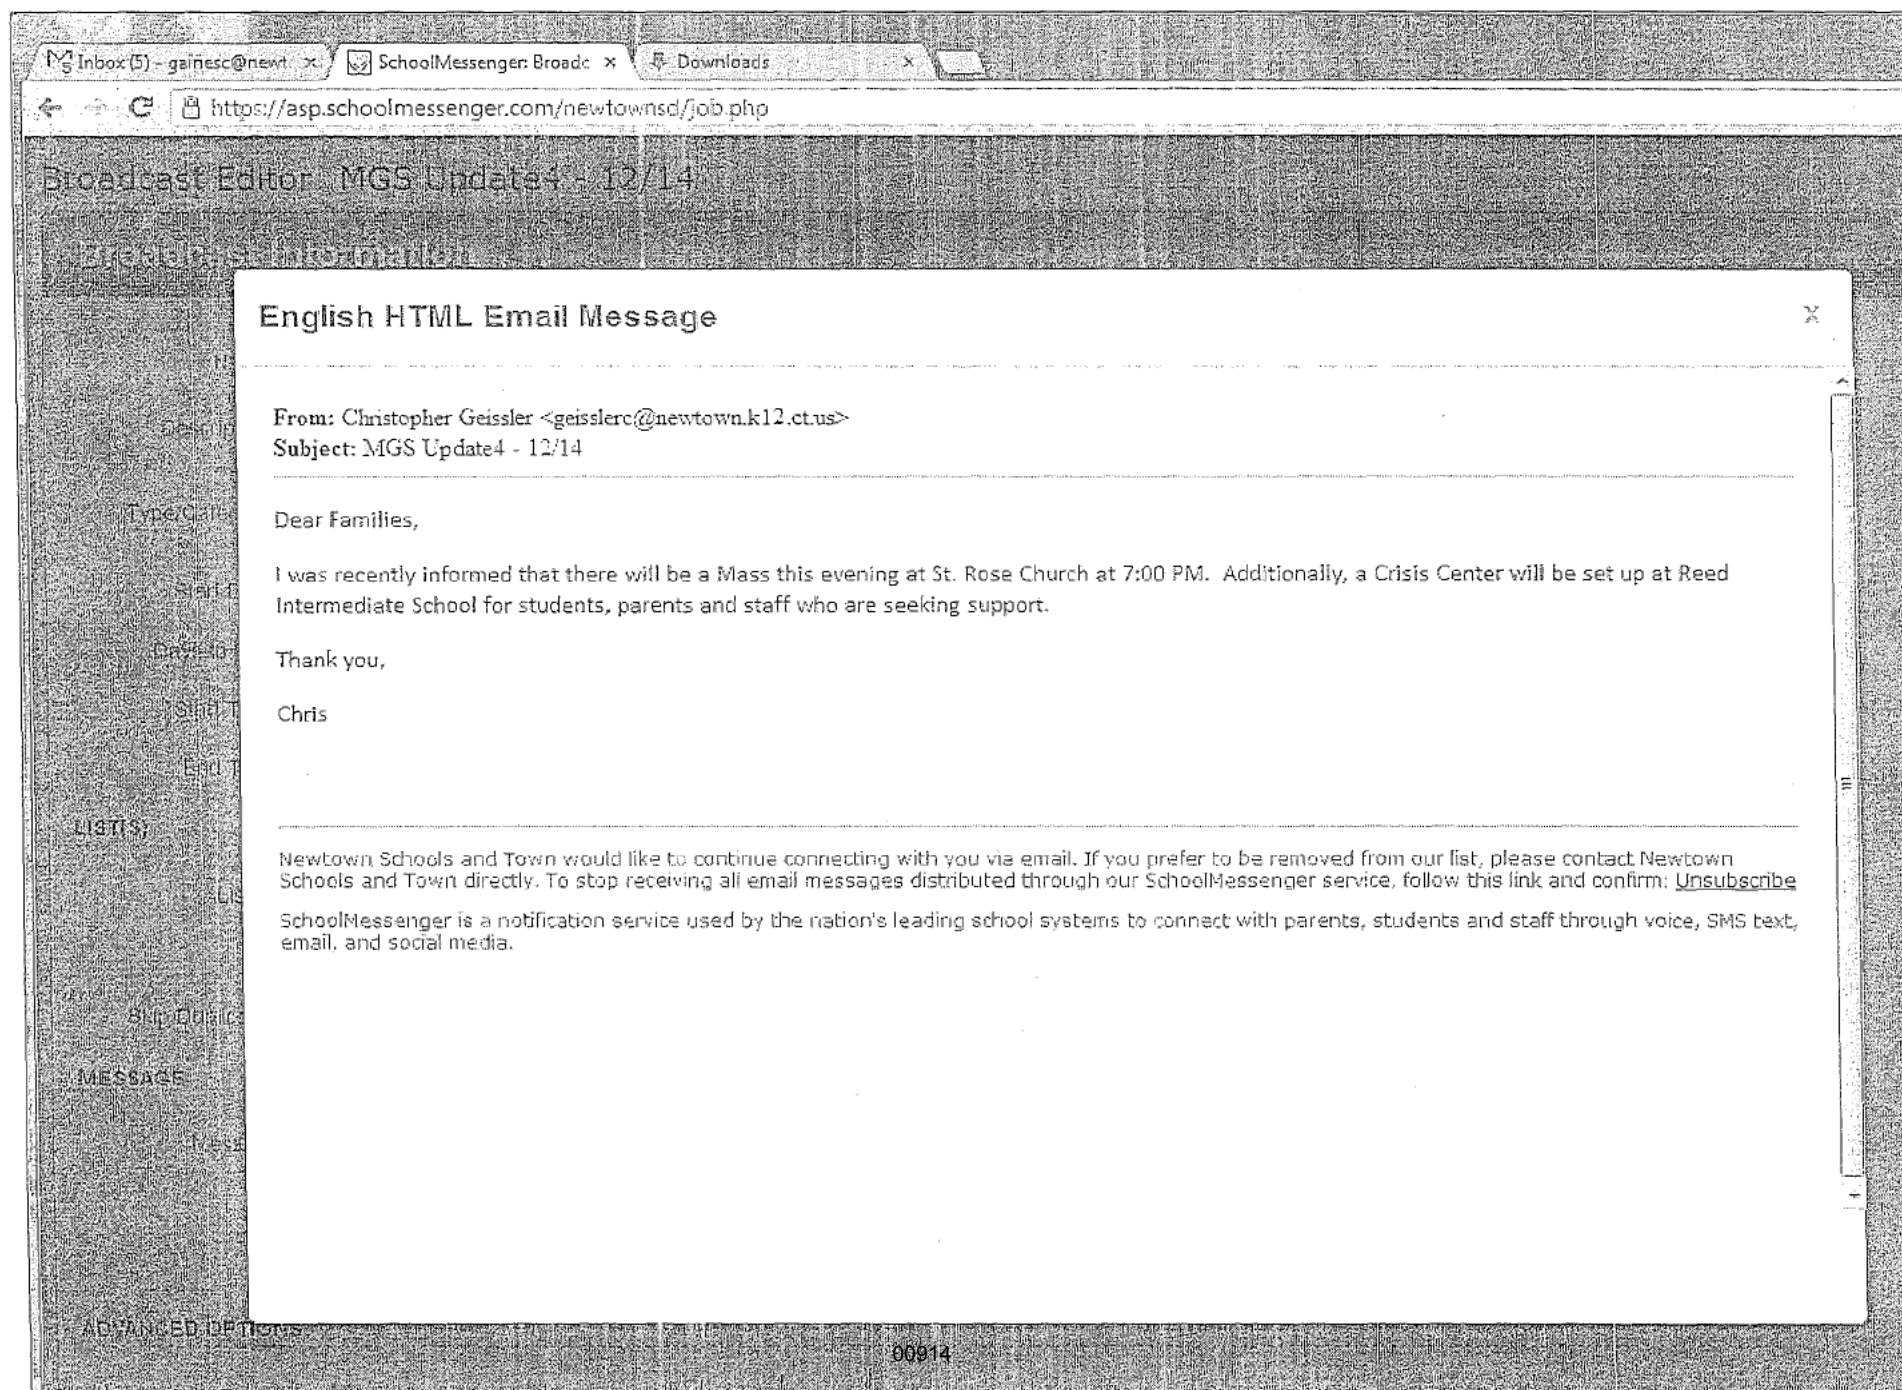 Inbox (5) - gainesc@newt
SchoolMessenger: Broadc
Downloads
https://asp.schoolmessenger.com/newtownsd/job.php
Broadcast Editor: MGS Update4 - 12/14
Broadcast Information
English HTML Email Message
From: Christopher Geissler <geisslerc@newtown.k12.ct.us>
Subject: MGS Update4 - 12/14
Dear Families,
I was recently informed that there will be a Mass this evening at St. Rose Church at 7:00 PM. Additionally, a Crisis Center will be set up at Reed
Intermediate School for students, parents and staff who are seeking support.
Thank you,
Chris
Newtown Schools and Town would like to continue connecting with you via email. If you prefer to be removed from our list, please contact Newtown
Schools and Town directly. To stop receiving all email messages distributed through our SchoolMessenger service, follow this link and confirm: Unsubscribe
SchoolMessenger is a notification service used by the nation's leading school systems to connect with parents, students and staff through voice, SMS text,
email, and social media.
End T
LIST(S)
Lis
MESSAGE
Messa
ADVANCED OPTIONS
00914